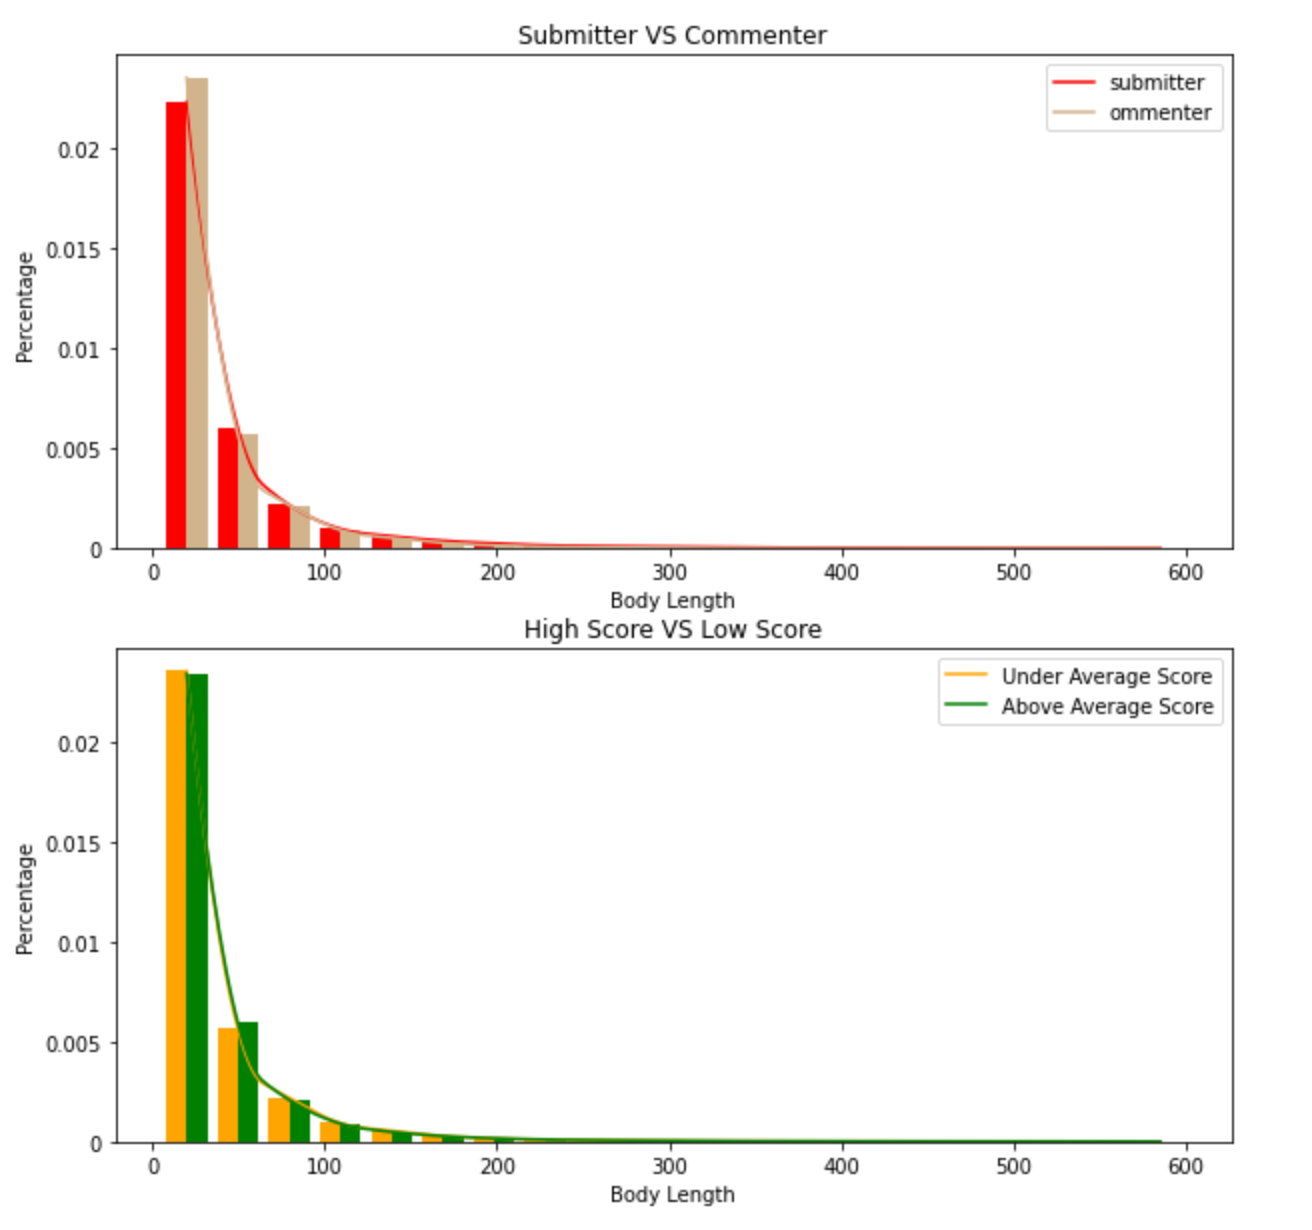 Submitter VS Commenter
submitter
ommenter
Percentage
0.02
0.015
0.01
0.005
0
0 100 200 300 400 500 600
Body Length
High Score VS Low Score
Under Average Score
Above Average Score
Percentage
0.02
0.015
0.01
0.005
0
0 100 200 300 400 500 600
Body Length